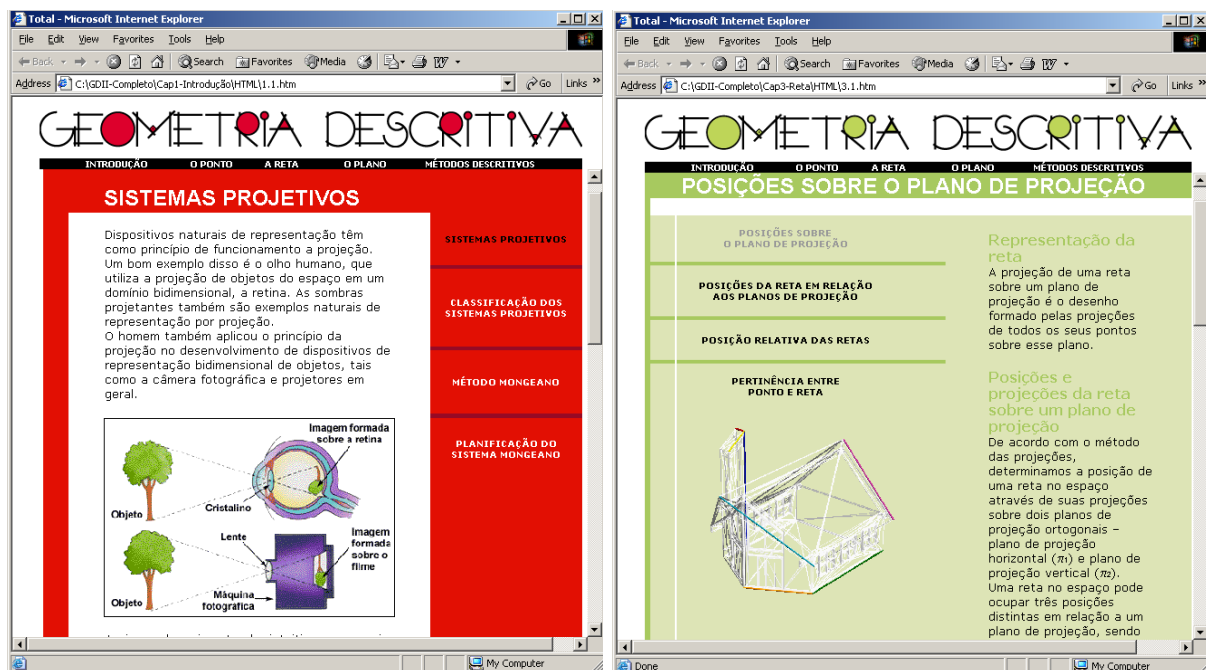 Total - Microsoft Internet Explorer
File Edit View Favorites Tools Help
Back Search Favorites Media
Address C:\GDII-Completo\Cap1-Introdução\HTML\1.1.htm Go Links »
GEOMETRIA DESCRITIVA
INTRODUÇÃO O PONTO A RETA O PLANO MÉTODOS DESCRITIVOS
SISTEMAS PROJETIVOS
Dispositivos naturais de representação têm
como princípio de funcionamento a projeção.
Um bom exemplo disso é o olho humano, que
utiliza a projeção de objetos do espaço em um
domínio bidimensional, a retina. As sombras
projetantes também são exemplos naturais de
representação por projeção.
O homem também aplicou o princípio da
projeção no desenvolvimento de dispositivos de
representação bidimensional de objetos, tais
como a câmera fotográfica e projetores em
geral.
Imagem formada
sobre a retina
Objeto
Cristalino
Lente
Imagem
formada
sobre o
filme
Objeto
Máquina
fotográfica
SISTEMAS PROJETIVOS
CLASSIFICAÇÃO DOS
SISTEMAS PROJETIVOS
MÉTODO MONGEANO
PLANIFICAÇÃO DO
SISTEMA MONGEANO
My Computer
Total - Microsoft Internet Explorer
File Edit View Favorites Tools Help
Back Search Favorites Media
Address C:\GDII-Completo\Cap3-Reta\HTML\3.1.htm Go Links »
GEOMETRIA DESCRITIVA
INTRODUÇÃO O PONTO A RETA O PLANO MÉTODOS DESCRITIVOS
POSIÇÕES SOBRE O PLANO DE PROJEÇÃO
POSIÇÕES SOBRE
O PLANO DE PROJEÇÃO
POSIÇÕES DA RETA EM RELAÇÃO
AOS PLANOS DE PROJEÇÃO
POSIÇÃO RELATIVA DAS RETAS
PERTINÊNCIA ENTRE
PONTO E RETA
Representação da
reta
A projeção de uma reta
sobre um plano de
projeção é o desenho
formado pelas projeções
de todos os seus pontos
sobre esse plano.
Posições e
projeções da reta
sobre um plano de
projeção
De acordo com o método
das projeções,
determinamos a posição de
uma reta no espaço
através de suas projeções
sobre dois planos de
projeção ortogonais –
plano de projeção
horizontal (π1) e plano de
projeção vertical (π2).
Uma reta no espaço pode
ocupar três posições
distintas em relação a um
plano de projeção, sendo
Done My Computer